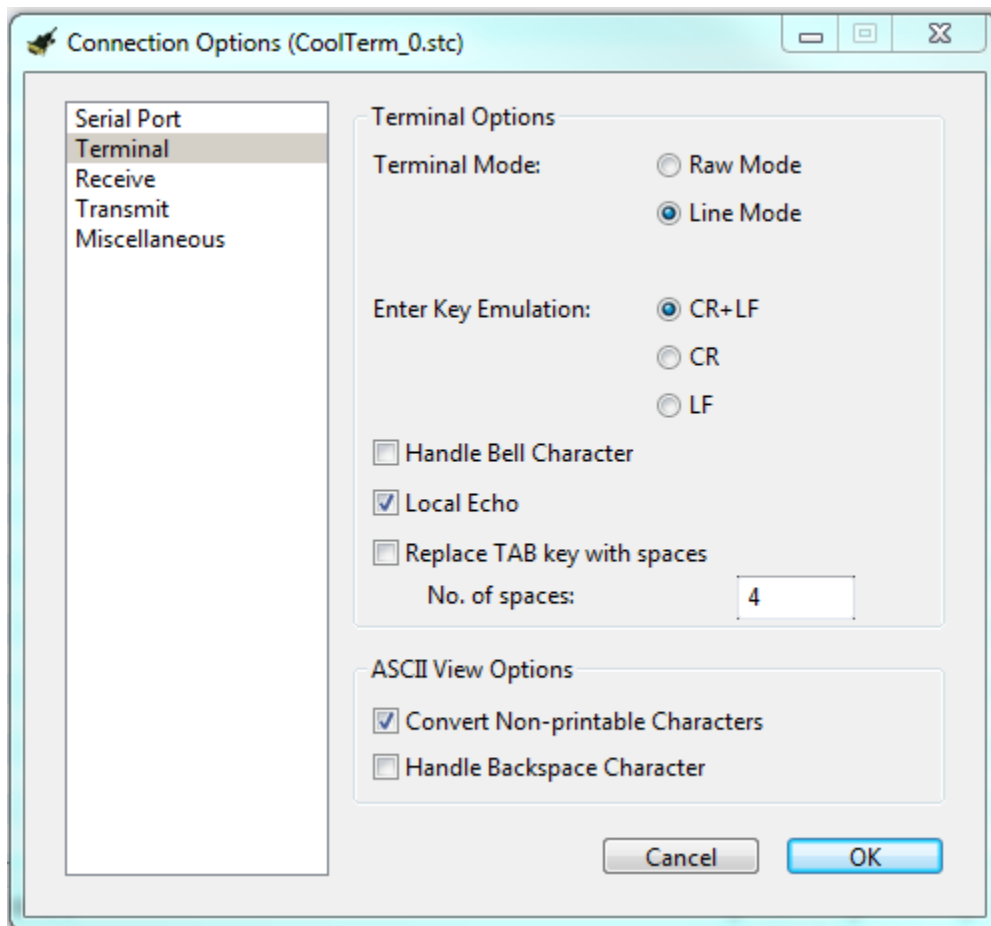 Connection Options (CoolTerm_0.stc)
Serial Port
Terminal
Receive
Transmit
Miscellaneous
Terminal Options
Terminal Mode:
Raw Mode
Line Mode
Enter Key Emulation:
CR+LF
CR
LF
Handle Bell Character
Local Echo
Replace TAB key with spaces
No. of spaces: 4
ASCII View Options
Convert Non-printable Characters
Handle Backspace Character
Cancel OK